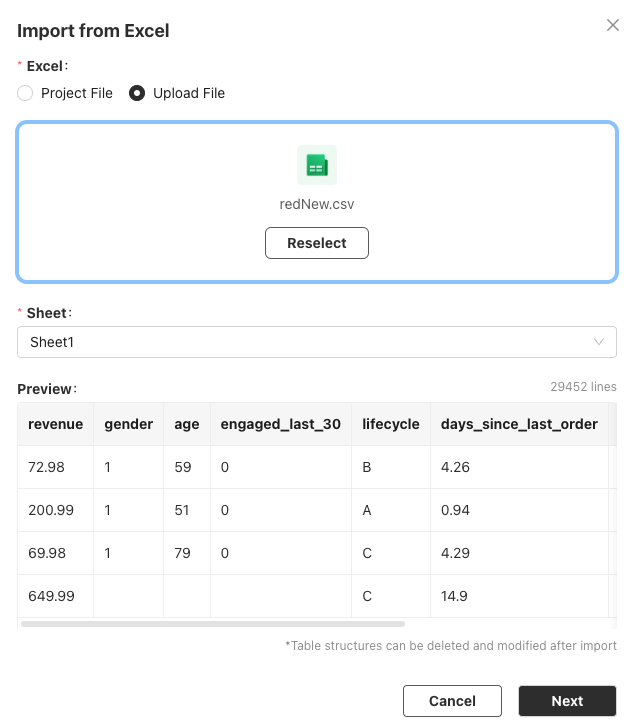 Import from Excel
* Excel:
Project File Upload File
redNew.csv
Reselect
* Sheet:
Sheet1
Preview: 29452 lines
revenue gender age engaged_last_30 lifecycle days_since_last_order
72.98 1 59 0 B 4.26
200.99 1 51 0 A 0.94
69.98 1 79 0 C 4.29
649.99 C 14.9
*Table structures can be deleted and modified after import
Cancel Next